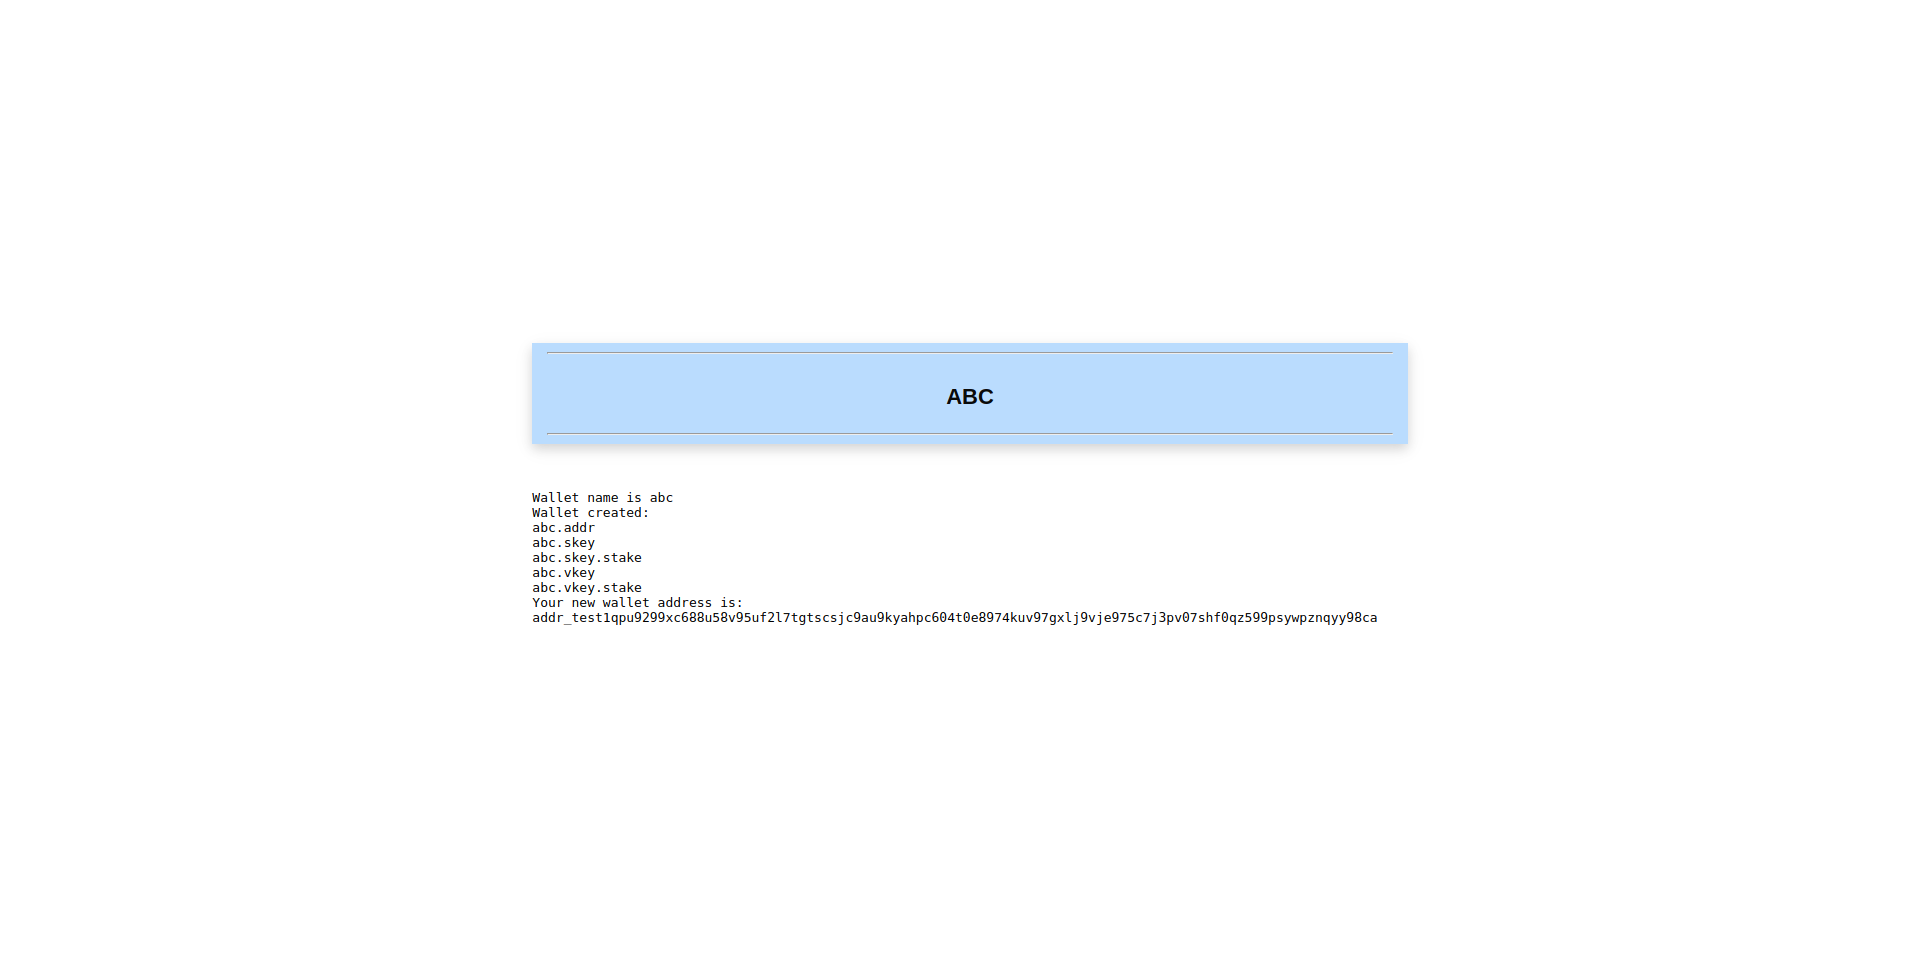 ABC
Wallet name is abc
Wallet created:
abc.addr
abc.skey
abc.skey.stake
abc.vkey
abc.vkey.stake
Your new wallet address is:
addr_test1qpu9299xc688u58v95uf2l7tgtscsjc9au9kyahpc604t0e8974kuv97gxlj9vje975c7j3pv07shf0qz599psywpznqyy98ca